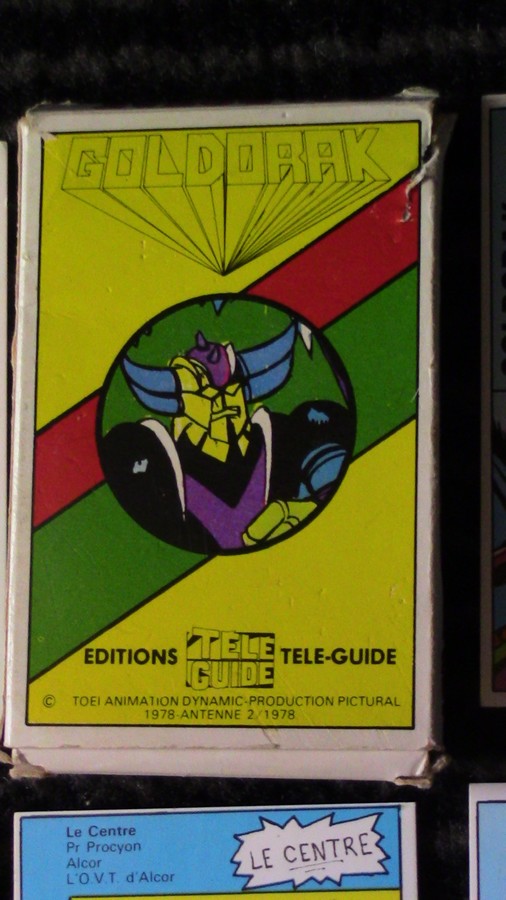 GOLDORAK
EDITIONS TELE GUIDE TELE-GUIDE
© TOEI ANIMATION DYNAMIC-PRODUCTION PICTURAL
1978-ANTENNE 2/1978
Le Centre
Pr Procyon
Alcor
L'O.V.T. d'Alcor
LE CENTRE